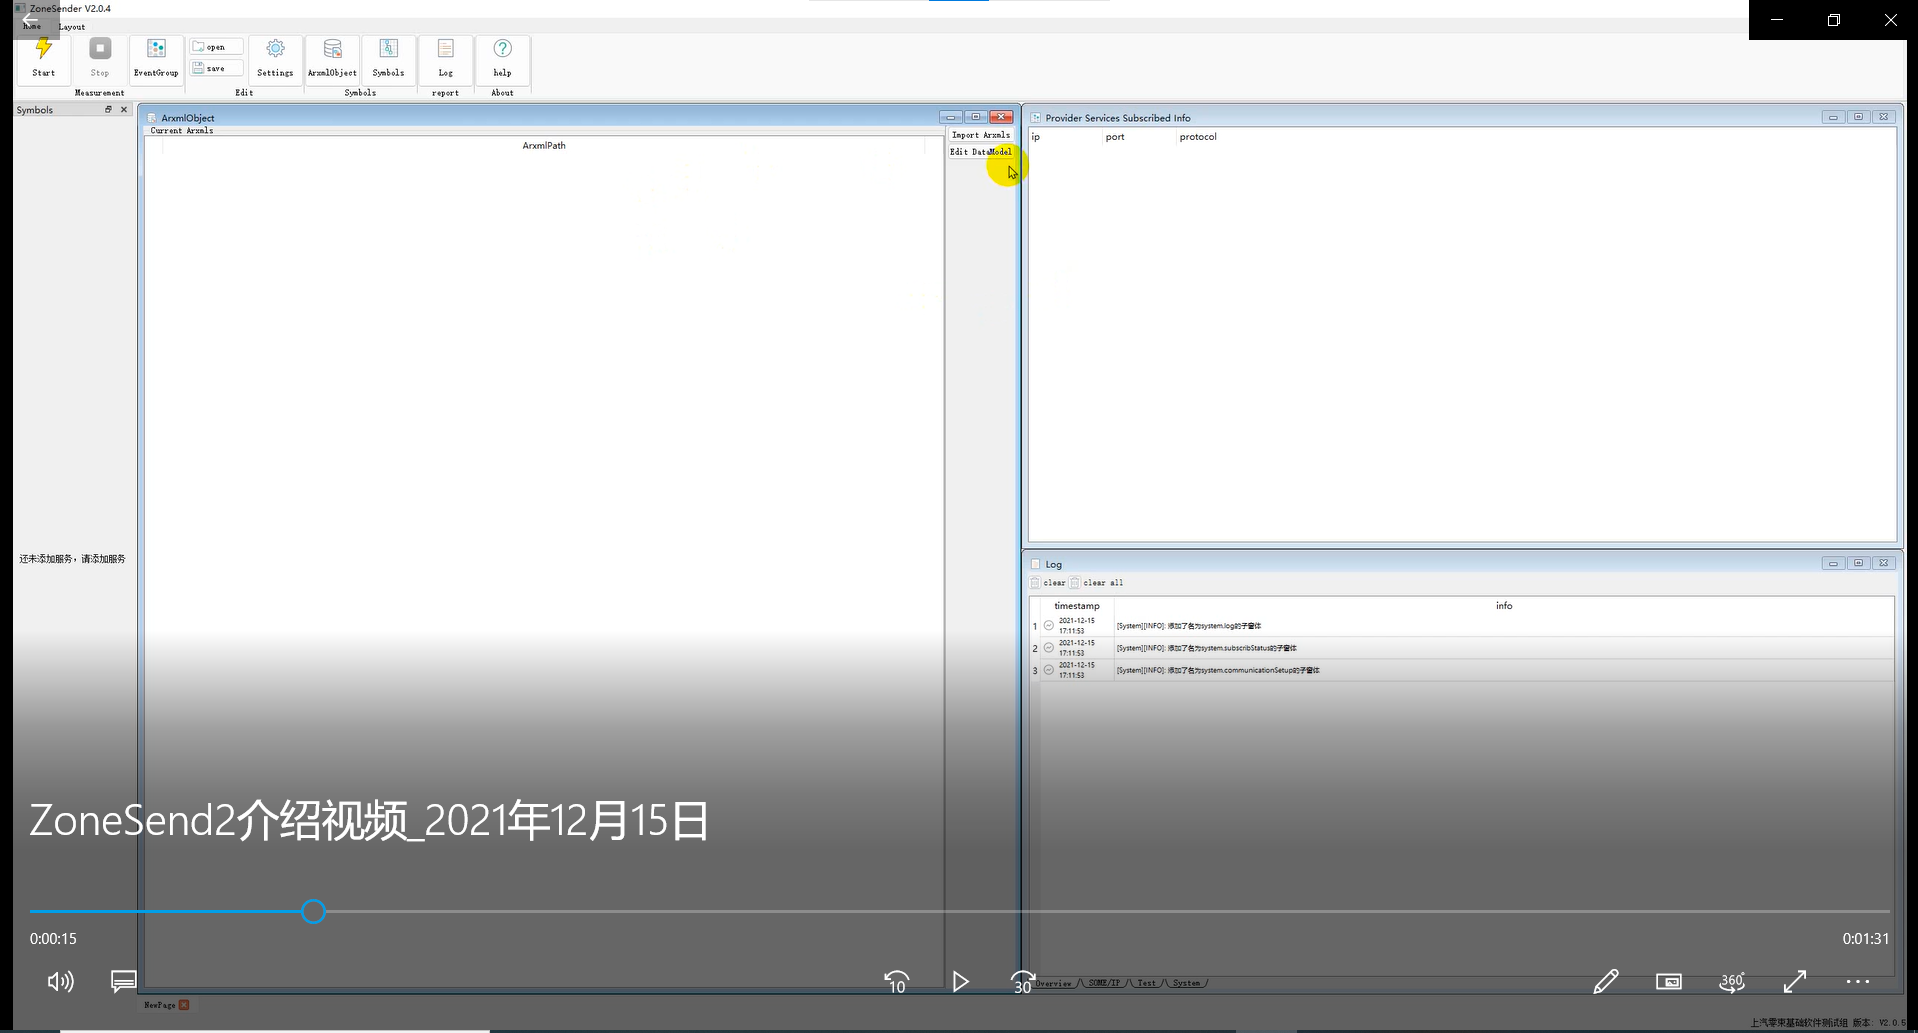 ZoneSender V2.0.4
Home Layout
Start Stop EventGroup open save Settings ArxmlObject Symbols Log help
Measurement Edit Symbols report About
Symbols
还未添加服务，请添加服务
ArxmlObject
Current Arxmls
ArxmlPath
Import Arxmls
Edit DataModel
Provider Services Subscribed Info
ip port protocol
Log
clear clear all
timestamp info
1 2021-12-15 17:11:53 [System][INFO]: 添加了名为system.log的子窗体
2 2021-12-15 17:11:53 [System][INFO]: 添加了名为system.subscribStatus的子窗体
3 2021-12-15 17:11:53 [System][INFO]: 添加了名为system.communicationSetup的子窗体
ZoneSend2介绍视频_2021年12月15日
0:00:15 0:01:31
10 30 360°
Overview SOME/IP Test System
NewPage
上汽零束基础软件测试组 版本: V2.0.5